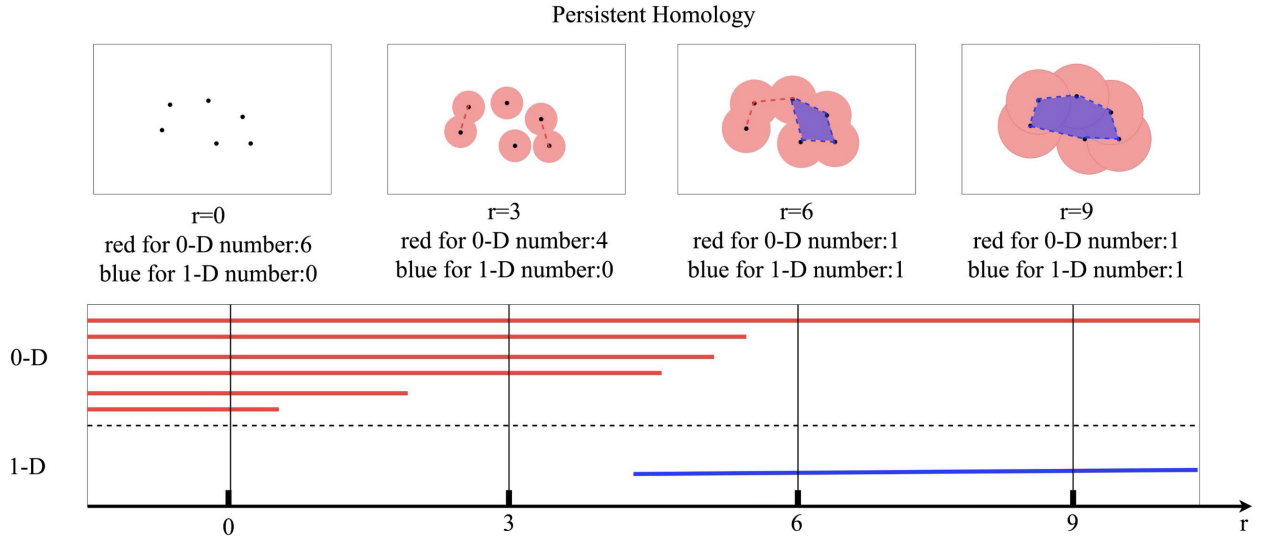 Persistent Homology
r=0
red for 0-D number:6
blue for 1-D number:0
r=3
red for 0-D number:4
blue for 1-D number:0
r=6
red for 0-D number:1
blue for 1-D number:1
r=9
red for 0-D number:1
blue for 1-D number:1
0-D
1-D
0 3 6 9 r